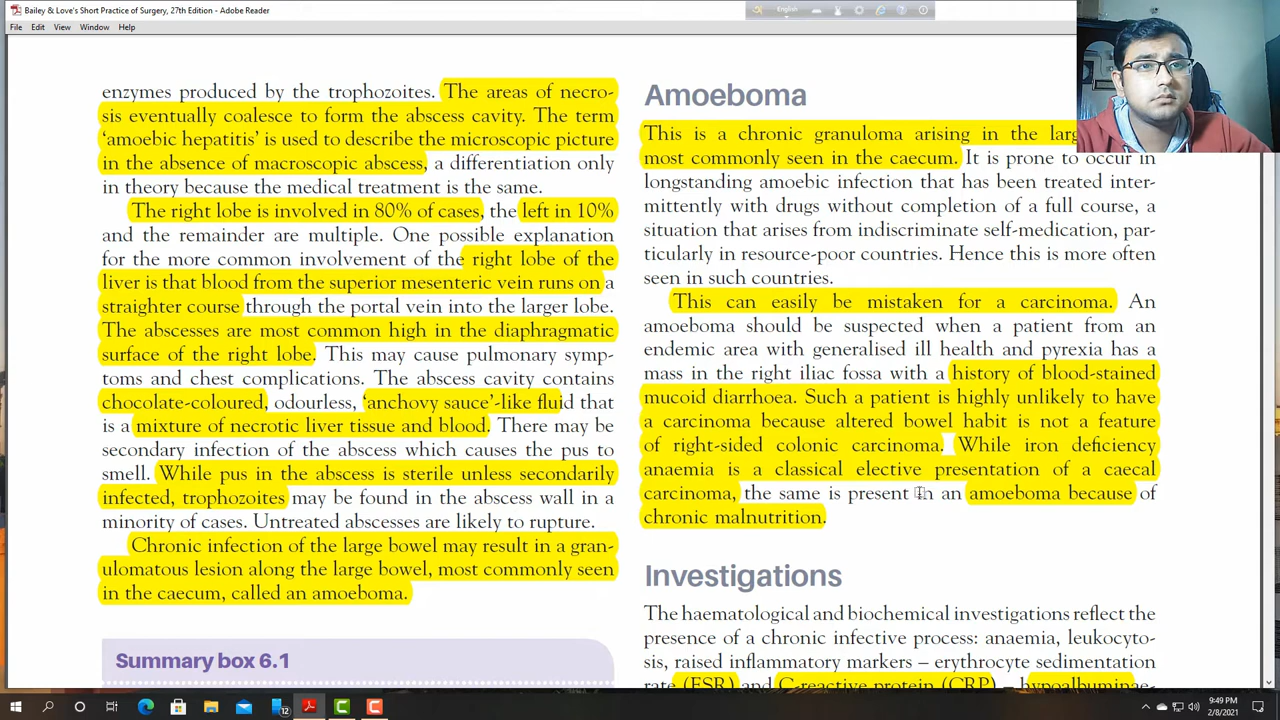 Bailey & Love's Short Practice of Surgery, 27th Edition - Adobe Reader
English
File Edit View Window Help
enzymes produced by the trophozoites. The areas of necro-
sis eventually coalesce to form the abscess cavity. The term
'amoebic hepatitis' is used to describe the microscopic picture
in the absence of macroscopic abscess, a differentiation only
in theory because the medical treatment is the same.
The right lobe is involved in 80% of cases, the left in 10%
and the remainder are multiple. One possible explanation
for the more common involvement of the right lobe of the
liver is that blood from the superior mesenteric vein runs on a
straighter course through the portal vein into the larger lobe.
The abscesses are most common high in the diaphragmatic
surface of the right lobe. This may cause pulmonary symp-
toms and chest complications. The abscess cavity contains
chocolate-coloured, odourless, 'anchovy sauce'-like fluid that
is a mixture of necrotic liver tissue and blood. There may be
secondary infection of the abscess which causes the pus to
smell. While pus in the abscess is sterile unless secondarily
infected, trophozoites may be found in the abscess wall in a
minority of cases. Untreated abscesses are likely to rupture.
Chronic infection of the large bowel may result in a gran-
ulomatous lesion along the large bowel, most commonly seen
in the caecum, called an amoeboma.
Summary box 6.1
Amoeboma
This is a chronic granuloma arising in the
most commonly seen in the caecum. It is prone to occur in
longstanding amoebic infection that has been treated inter-
mittently with drugs without completion of a full course, a
situation that arises from indiscriminate self-medication, par-
ticularly in resource-poor countries. Hence this is more often
seen in such countries.
This can easily be mistaken for a carcinoma. An
amoeboma should be suspected when a patient from an
endemic area with generalised ill health and pyrexia has a
mass in the right iliac fossa with a history of blood-stained
mucoid diarrhoea. Such a patient is highly unlikely to have
a carcinoma because altered bowel habit is not a feature
of right-sided colonic carcinoma. While iron deficiency
anaemia is a classical elective presentation of a caecal
carcinoma, the same is present in an amoeboma because of
chronic malnutrition.
Investigations
The haematological and biochemical investigations reflect the
presence of a chronic infective process: anaemia, leukocyto-
sis, raised inflammatory markers – erythrocyte sedimentation
rate (ESR) and C-reactive protein (CRP) – hypoalbuminae-
12
9:49 PM
2/8/2021